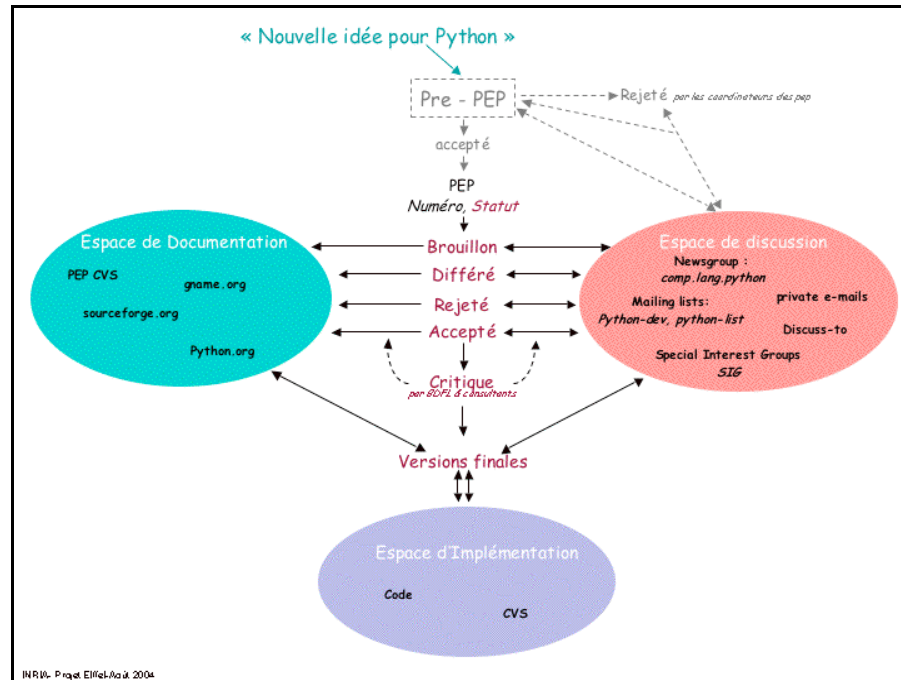 « Nouvelle idée pour Python »
Pre - PEP
Rejeté par les coordinateurs des pep
accepté
PEP
Numéro, Statut
Espace de Documentation
PEP CVS
gname.org
sourceforge.org
Python.org
Brouillon
Différé
Rejeté
Accepté
Critique
par BDFL & consultents
Espace de discussion
Newsgroup :
comp.lang.python
Mailing lists:
private e-mails
Python-dev, python-list
Discuss-to
Special Interest Groups
SIG
Versions finales
Espace d'Implémentation
Code
CVS
INRIA- Projet Eiffel-Août 2004